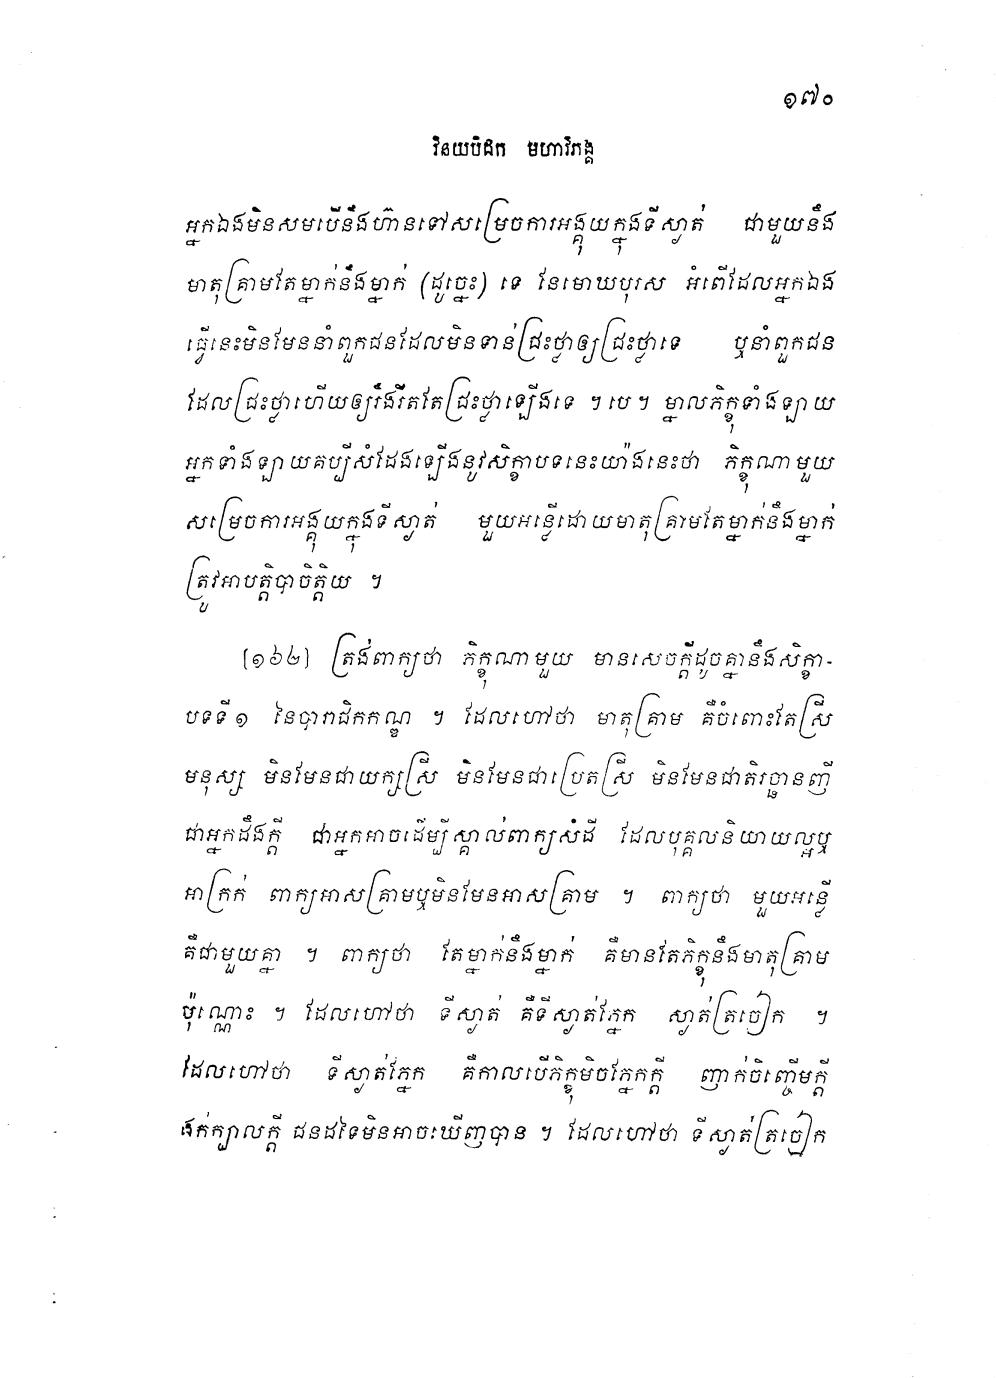 ១៧០
វិនយបិដក មហាវិភង្គ
អ្នកឯងមិនសមបើនឹងហ៊ានទៅសម្រេចការអង្គុយក្នុងទីស្ងាត់ ជាមួយនឹង
មាតុគ្រាមតែម្នាក់នឹងម្នាក់ (ដូច្នេះ) ទេ នែមោឃបុរស អំពើដែលអ្នកឯង
ធ្វើនេះមិនមែននាំពួកជនដែលមិនទាន់ជ្រះថ្លាឲ្យជ្រះថ្លាទេ ឬនាំពួកជន
ដែលជ្រះថ្លាហើយឲ្យរឹងរឹតតែជ្រះថ្លាឡើងទេ ។ បេ ។ ម្នាលភិក្ខុទាំងឡាយ
អ្នកទាំងឡាយគប្បីសំដែងឡើងនូវសិក្ខាបទនេះយ៉ាងនេះថា ភិក្ខុណាមួយ
សម្រេចការអង្គុយក្នុងទីស្ងាត់ មួយអន្លើដោយមាតុគ្រាមតែម្នាក់នឹងម្នាក់
ត្រូវអាបត្តិបាចិត្តិយ ។
[១៦២] ត្រង់ពាក្យថា ភិក្ខុណាមួយ មានសេចក្តីដូចគ្នានឹងសិក្ខា-
បទទី១ នៃបារាជិកកណ្ឌ ។ ដែលហៅថា មាតុគ្រាម គឺចំពោះតែស្រី
មនុស្ស មិនមែនជាយក្សស្រី មិនមែនជាប្រេតស្រី មិនមែនជាតិរច្ឆានញី
ជាអ្នកដឹងក្តី ជាអ្នកអាចដើម្បីស្គាល់ពាក្យសំដី ដែលបុគ្គលនិយាយល្អឬ
អាក្រក់ ពាក្យអាសគ្រាមឬមិនមែនអាសគ្រាម ។ ពាក្យថា មួយអន្លើ
គឺជាមួយគ្នា ។ ពាក្យថា តែម្នាក់នឹងម្នាក់ គឺមានតែភិក្ខុនឹងមាតុគ្រាម
ប៉ុណ្ណោះ ។ ដែលហៅថា ទីស្ងាត់ គឺទីស្ងាត់ភ្នែក ស្ងាត់ត្រចៀក ។
ដែលហៅថា ទីស្ងាត់ភ្នែក គឺកាលបើភិក្ខុមិចភ្នែកក្តី ញាក់ចិញ្ចើមក្តី
ងក់ក្បាលក្តី ជនដទៃមិនអាចឃើញបាន ។ ដែលហៅថា ទីស្ងាត់ត្រចៀក